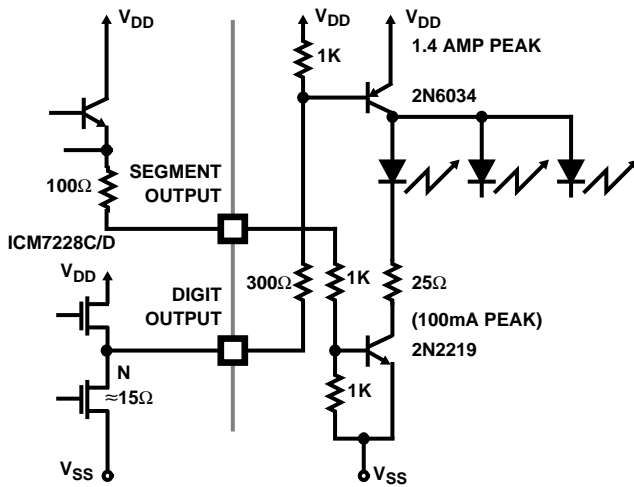 VDD
VDD
VDD
1K
1.4 AMP PEAK
2N6034
SEGMENT
OUTPUT
100Ω
ICM7228C/D
VDD
DIGIT
OUTPUT
300Ω
1K
25Ω
(100mA PEAK)
2N2219
N
≈15Ω
1K
VSS
VSS